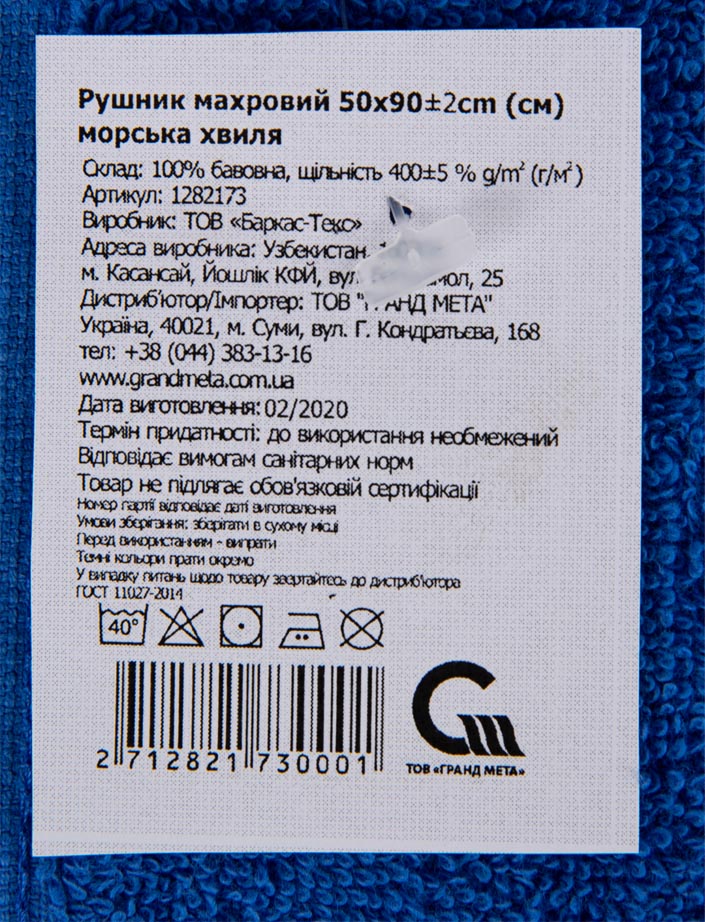 Рушник махровий 50x90±2cm (см)
морська хвиля
Склад: 100% бавовна, щільність 400±5 % g/m² (г/м²)
Артикул: 1282173
Виробник: ТОВ «Баркас-Текс»
Адреса виробника: Узбекистан,
м. Касансай, Йошлік КФЙ, вул. 25
Дистриб'ютор/Імпортер: ТОВ "ГРАНД МЕТА"
Україна, 40021, м. Суми, вул. Г. Кондратьєва, 168
тел: +38 (044) 383-13-16
www.grandmeta.com.ua
Дата виготовлення: 02/2020
Термін придатності: до використання необмежений
Відповідає вимогам санітарних норм
Товар не підлягає обов'язковій сертифікації
Номер партії відповідає даті виготовлення
Умови зберігання: зберігати в сухому місці
Перед використанням - випрати
Темні кольори прати окремо
У випадку питань щодо товару звертайтесь до дистриб'ютора
ГОСТ 11027-2014
40°
2 712821 730001
ТОВ «ГРАНД МЕТА»